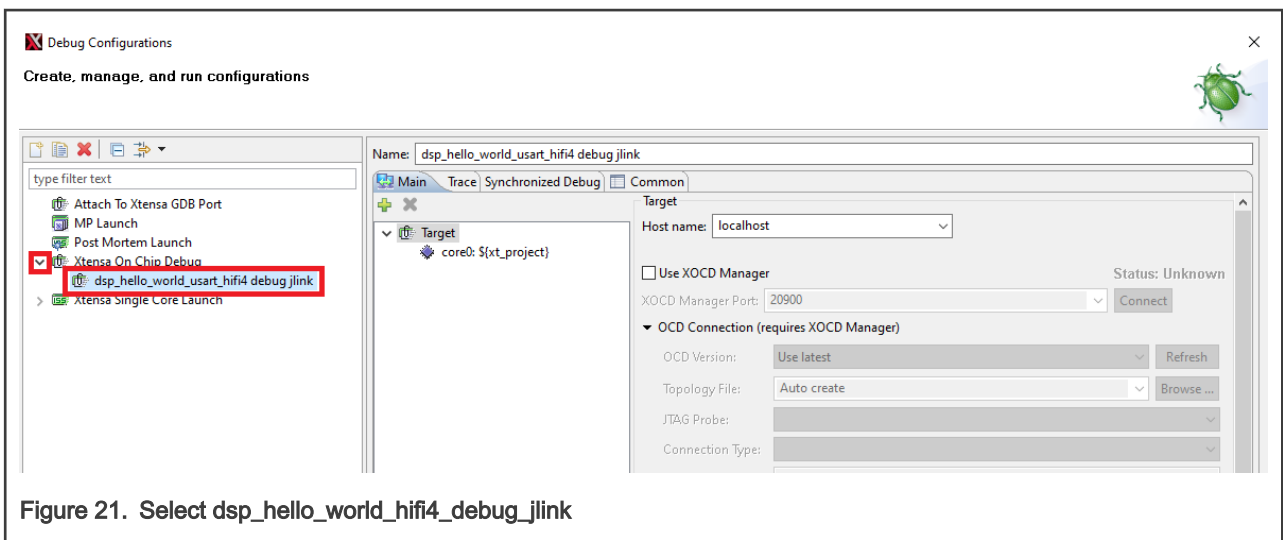 Debug Configurations
Create, manage, and run configurations
type filter text
Attach To Xtensa GDB Port
MP Launch
Post Mortem Launch
Xtensa On Chip Debug
dsp_hello_world_usart_hifi4 debug jlink
Xtensa Single Core Launch
Name: dsp_hello_world_usart_hifi4 debug jlink
Main Trace Synchronized Debug Common
Target
core0: ${xt_project}
Target
Host name: localhost
Use XOCD Manager Status: Unknown
XOCD Manager Port: 20900 Connect
OCD Connection (requires XOCD Manager)
OCD Version: Use latest Refresh
Topology File: Auto create Browse ...
JTAG Probe:
Connection Type:
Figure 21. Select dsp_hello_world_hifi4_debug_jlink